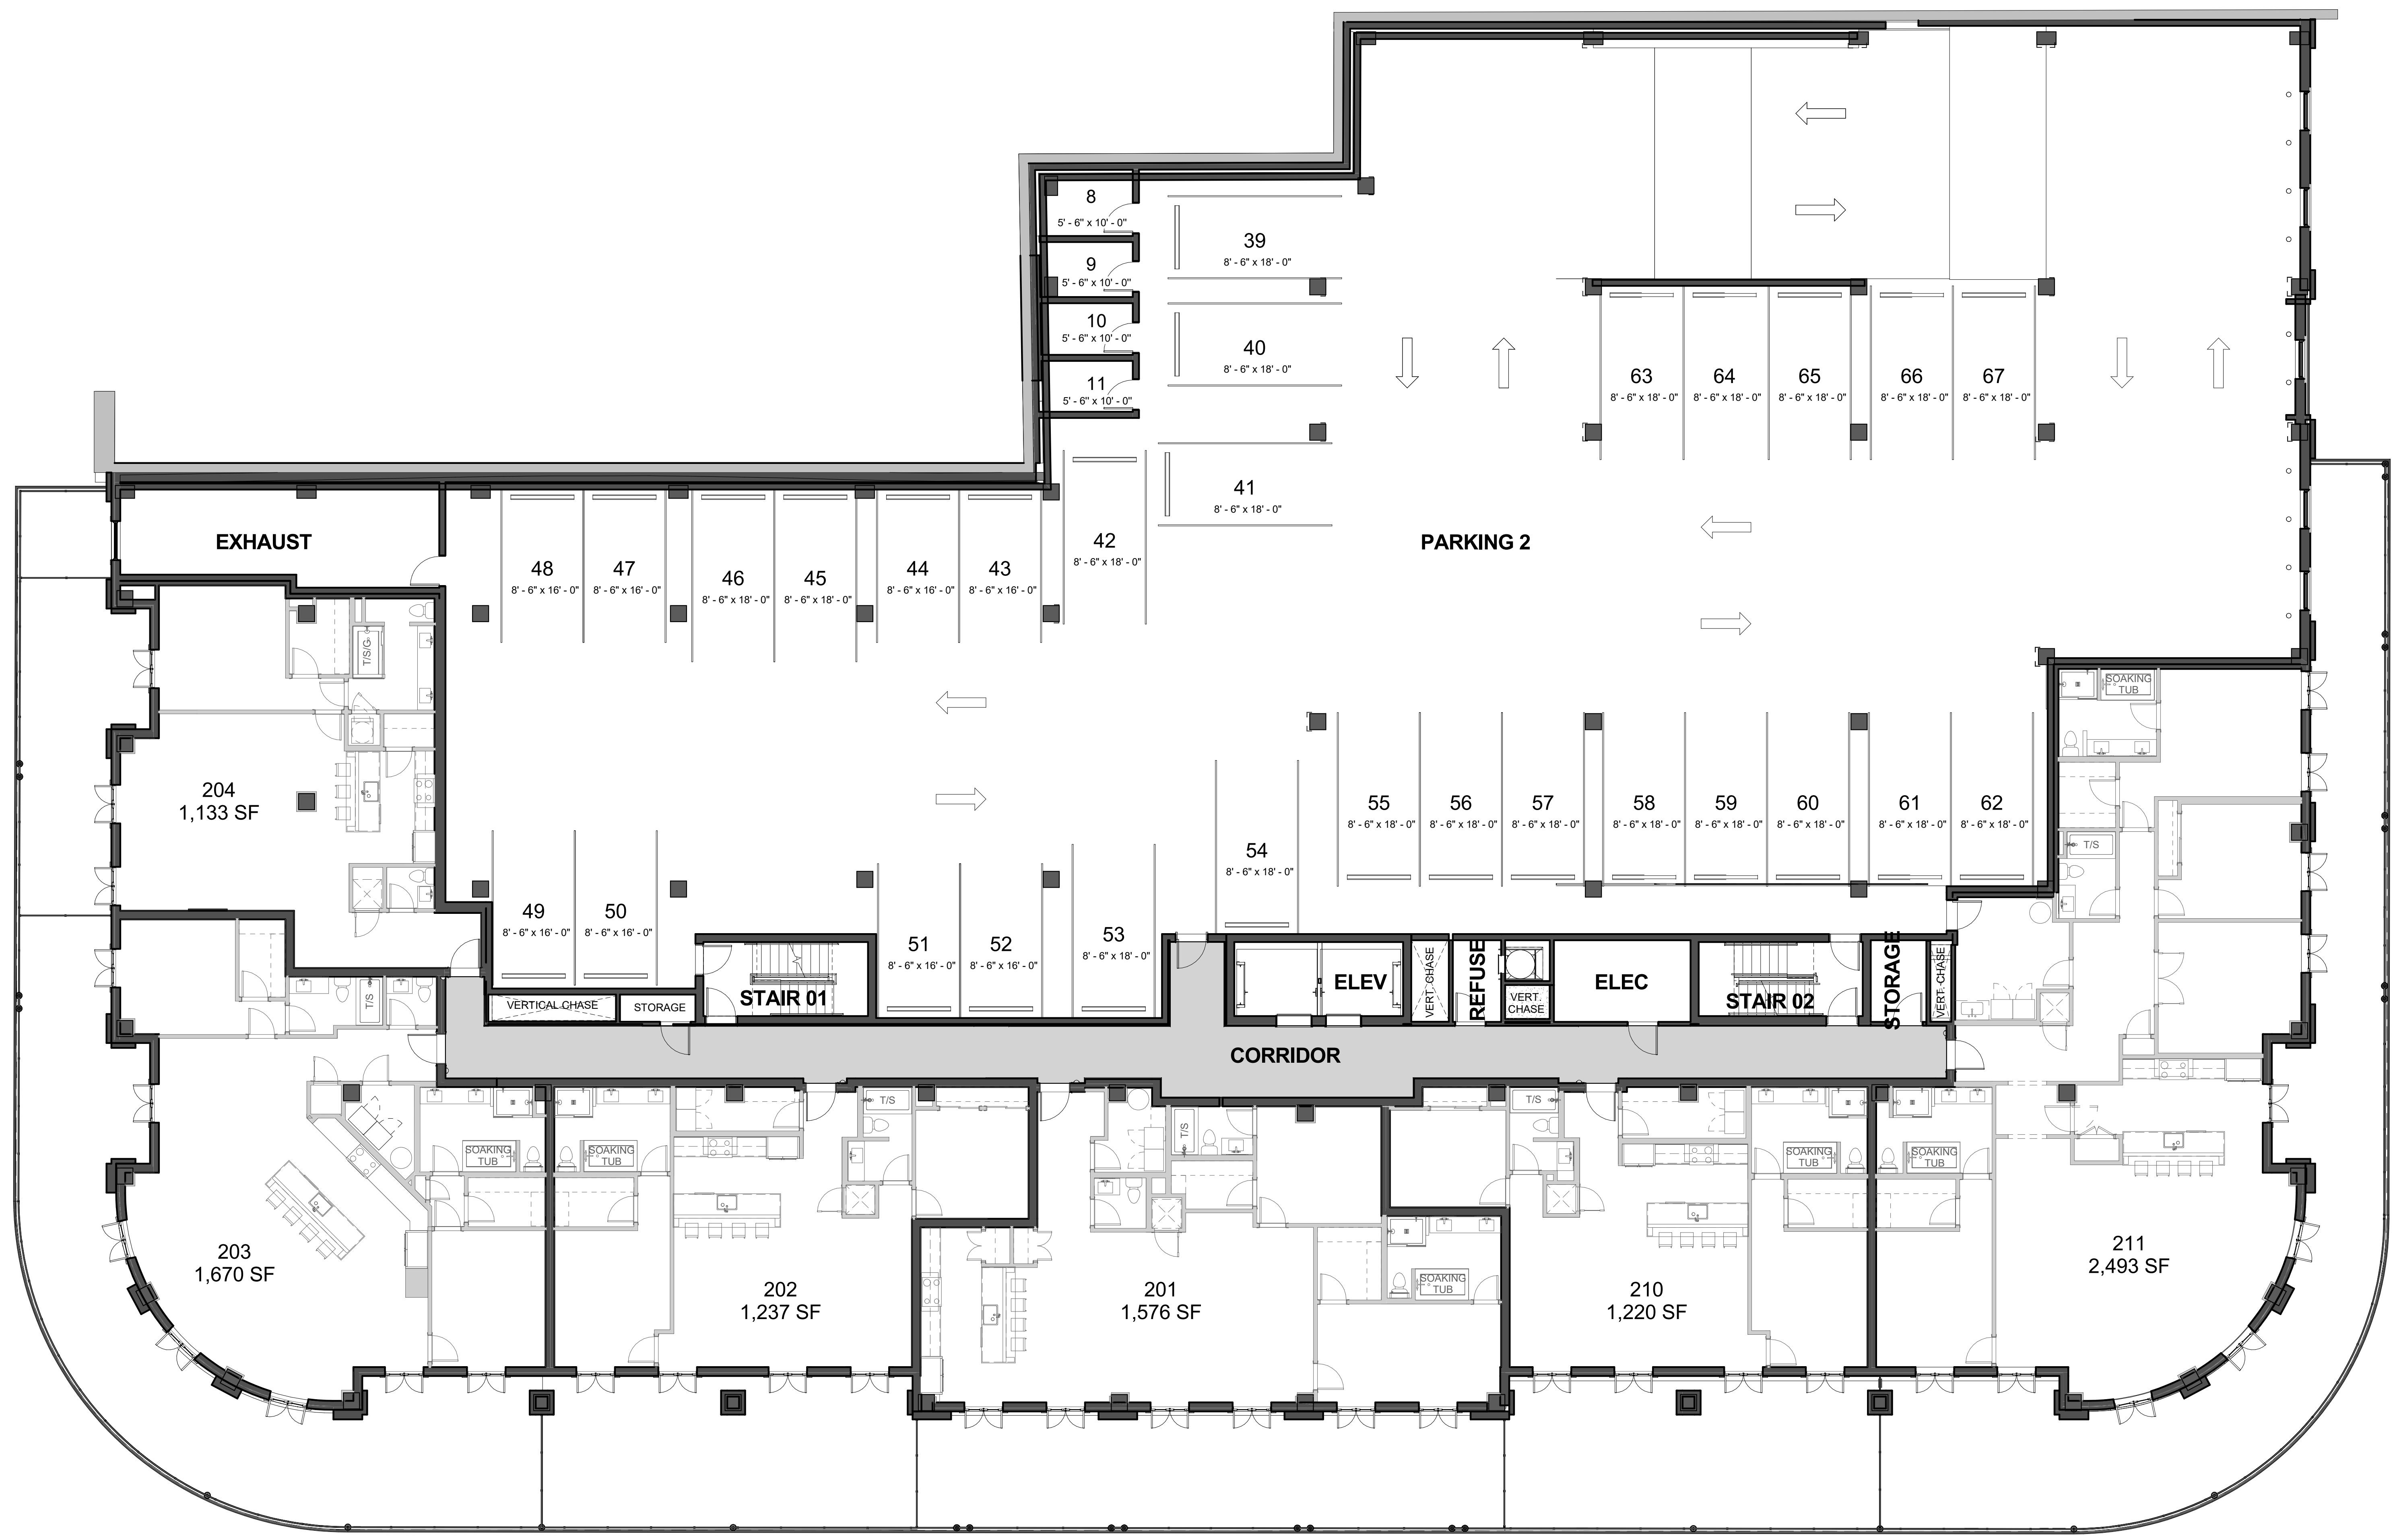 8
5' - 6" x 10' - 0"
9
5' - 6" x 10' - 0"
10
5' - 6" x 10' - 0"
11
5' - 6" x 10' - 0"
39
8' - 6" x 18' - 0"
40
8' - 6" x 18' - 0"
41
8' - 6" x 18' - 0"
42
8' - 6" x 18' - 0"
63
8' - 6" x 18' - 0"
64
8' - 6" x 18' - 0"
65
8' - 6" x 18' - 0"
66
8' - 6" x 18' - 0"
67
8' - 6" x 18' - 0"
EXHAUST
48
8' - 6" x 16' - 0"
47
8' - 6" x 16' - 0"
46
8' - 6" x 18' - 0"
45
8' - 6" x 18' - 0"
44
8' - 6" x 16' - 0"
43
8' - 6" x 16' - 0"
PARKING 2
T/S/G
204
1,133 SF
49
8' - 6" x 16' - 0"
50
8' - 6" x 16' - 0"
51
8' - 6" x 16' - 0"
52
8' - 6" x 16' - 0"
53
8' - 6" x 18' - 0"
54
8' - 6" x 18' - 0"
55
8' - 6" x 18' - 0"
56
8' - 6" x 18' - 0"
57
8' - 6" x 18' - 0"
58
8' - 6" x 18' - 0"
59
8' - 6" x 18' - 0"
60
8' - 6" x 18' - 0"
61
8' - 6" x 18' - 0"
62
8' - 6" x 18' - 0"
SOAKING
TUB
T/S
T/S
VERTICAL CHASE
STORAGE
STAIR 01
ELEV
VERT. CHASE
REFUSE
VERT.
CHASE
ELEC
STAIR 02
STORAGE
VERT. CHASE
CORRIDOR
SOAKING
TUB
SOAKING
TUB
T/S
T/S
T/S
SOAKING
TUB
SOAKING
TUB
SOAKING
TUB
203
1,670 SF
202
1,237 SF
201
1,576 SF
210
1,220 SF
211
2,493 SF